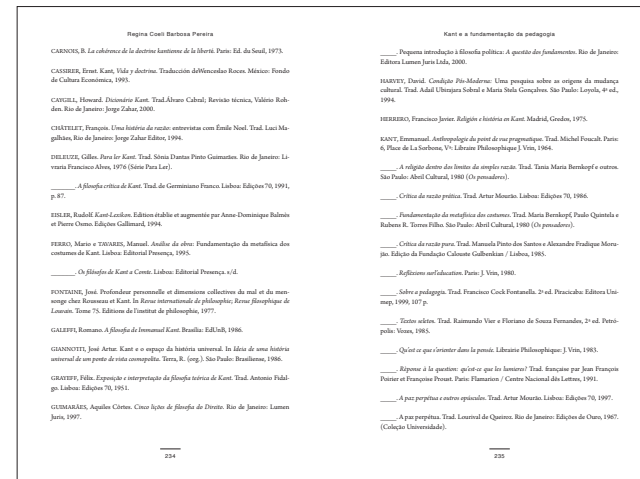 Regina Coeli Barbosa Pereira
CARNOIS, B. La cohérence de la doctrine kantienne de la liberté. Paris: Ed. du Seuil, 1973.
CASSIRER, Ernst. Kant, Vida y doctrina. Traducción deWenceslao Roces. México: Fondo
de Cultura Económica, 1993.
CAYGILL, Howard. Dicionário Kant. Trad.Álvaro Cabral; Revisão técnica, Valério Roh-
den. Rio de Janeiro: Jorge Zahar, 2000.
CHÂTELET, François. Uma história da razão: entrevistas com Émile Noel. Trad. Luci Ma-
galhães, Rio de Janeiro: Jorge Zahar Editor, 1994.
DELEUZE, Gilles. Para ler Kant. Trad. Sônia Dantas Pinto Guimarães. Rio de Janeiro: Li-
vraria Francisco Alves, 1976 (Série Para Ler).
_______. A filosofia crítica de Kant. Trad. de Germiniano Franco. Lisboa: Edições 70, 1991,
p. 87.
EISLER, Rudolf. Kant-Lexikon. Edition établie et augmentée par Anne-Dominique Balmès
et Pierre Osmo. Editions Gallimard, 1994.
FERRO, Mario e TAVARES, Manuel. Análise da obra: Fundamentação da metafísica dos
costumes de Kant. Lisboa: Editorial Presença, 1995.
_______. Os filósofos de Kant a Comte. Lisboa: Editorial Presença. s/d.
FONTAINE, José. Profondeur personnelle et dimensions collectives du mal et du men-
songe chez Rousseau et Kant. In Revue internationale de philosophie; Revue filosophique de
Louvain. Tome 75. Editions de l'institut de philosophie, 1977.
GALEFFI, Romano. A filosofia de Immanuel Kant. Brasília: EdUnB, 1986.
GIANNOTTI, José Artur. Kant e o espaço da história universal. In Ideia de uma história
universal de um ponto de vista cosmopolita. Terra, R. (org.). São Paulo: Brasiliense, 1986.
GRAYEFF, Félix. Exposição e interpretação da filosofia teórica de Kant. Trad. Antonio Fidal-
go. Lisboa: Edições 70, 1951.
GUIMARÃES, Aquiles Côrtes. Cinco lições de filosofia do Direito. Rio de Janeiro: Lumen
Juris, 1997.
234
Kant e a fundamentação da pedagogia
_____. Pequena introdução à filosofia política: A questão dos fundamentos. Rio de Janeiro:
Editora Lumen Juris Ltda, 2000.
HARVEY, David. Condição Pós-Moderna: Uma pesquisa sobre as origens da mudança
cultural. Trad. Adail Ubirajara Sobral e Maria Stela Gonçalves. São Paulo: Loyola, 4ª ed.,
1994.
HERRERO, Francisco Javier. Religión e história en Kant. Madrid, Gredos, 1975.
KANT, Emmanuel. Anthropologie du point de vue pragmatique. Trad. Michel Foucalt. Paris:
6, Place de La Sorbone, Vᵉ: Libraire Philosophique J. Vrin, 1964.
_____. A religião dentro dos limites da simples razão. Trad. Tania Maria Bernkopf e outros.
São Paulo: Abril Cultural, 1980 (Os pensadores).
_____. Crítica da razão prática. Trad. Artur Mourão. Lisboa: Edições 70, 1986.
_____. Fundamentação da metafísica dos costumes. Trad. Maria Bernkopf, Paulo Quintela e
Rubens R. Torres Filho. São Paulo: Abril Cultural, 1980 (Os pensadores).
_____. Crítica da razão pura. Trad. Manuela Pinto dos Santos e Alexandre Fradique Moru-
jão. Edição da Fundação Calouste Gulbenkian / Lisboa, 1985.
_____. Refléxions surl'education. Paris: J. Vrin, 1980.
_____. Sobre a pedagogia. Trad. Francisco Cock Fontanella. 2ª ed. Piracicaba: Editora Uni-
mep, 1999, 107 p.
_____. Textos seletos. Trad. Raimundo Vier e Floriano de Souza Fernandes, 2ª ed. Petró-
polis: Vozes, 1985.
_____. Qu'est ce que s'orienter dans la pensée. Librairie Philosophique: J. Vrin, 1983.
_____. Réponse à la question: qu'est-ce que les lumieres? Trad. française par Jean François
Poirier et Françoise Proust. Paris: Flamarion / Centre Nacional dês Lettres, 1991.
_____. A paz perpétua e outros opúsculos. Trad. Artur Mourão. Lisboa: Edições 70, 1997.
_____. A paz perpétua. Trad. Lourival de Queiroz. Rio de Janeiro: Edições de Ouro, 1967.
(Coleção Universidade).
235